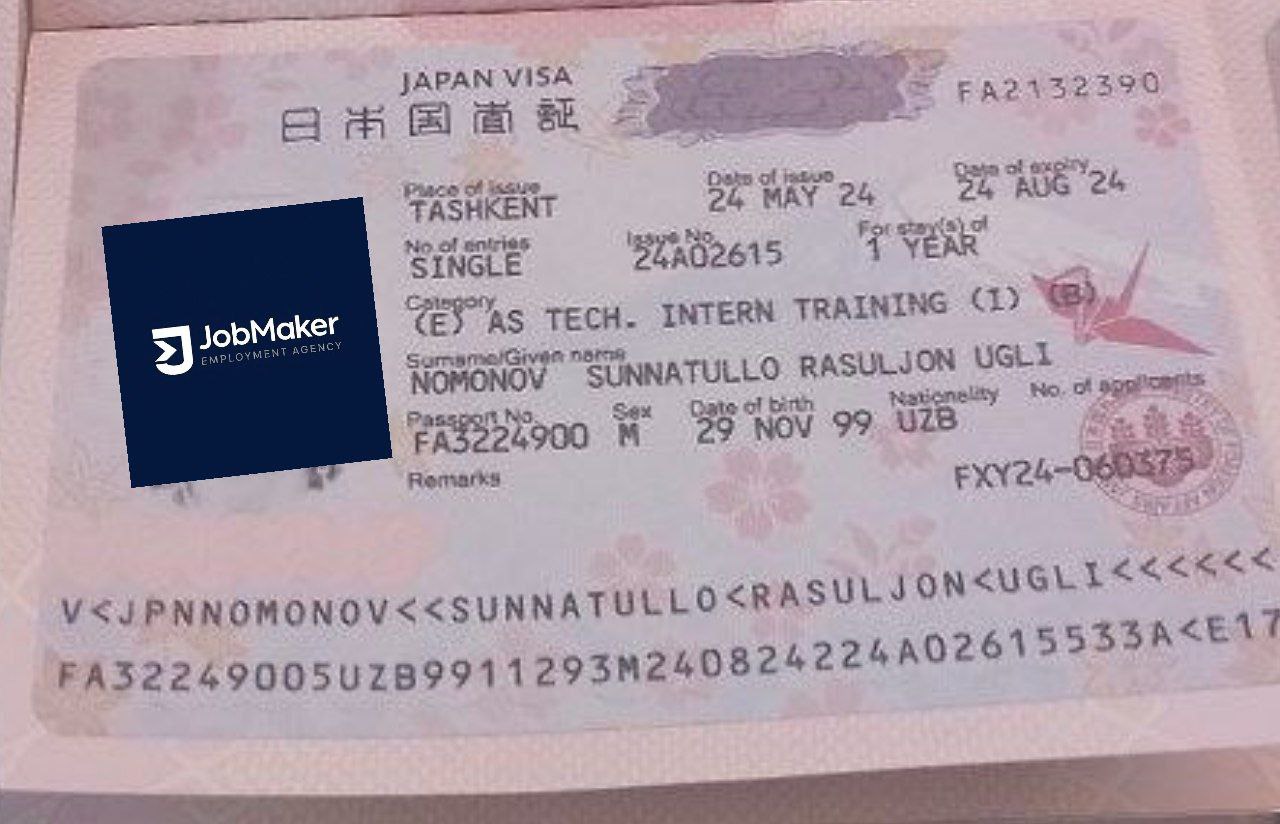 JAPAN VISA
日本国査証
FA2132390
Place of issue Date of issue Date of expiry
TASHKENT 24 MAY 24 24 AUG 24
No of entries Issue No. For stay(s) of
SINGLE 24A02615 1 YEAR
Category
(E) AS TECH. INTERN TRAINING (I) (B)
Surname/Given name
NOMONOV SUNNATULLO RASULJON UGLI
Passport No. Sex Date of birth Nationality No. of applicants
FA3224900 M 29 NOV 99 UZB
Remarks
FXY24-060375
JobMaker
EMPLOYMENT AGENCY
V<JPNNOMONOV<<SUNNATULLO<RASULJON<UGLI<<<<<<
FA32249005UZB9911293M240824224A02615533A<E17